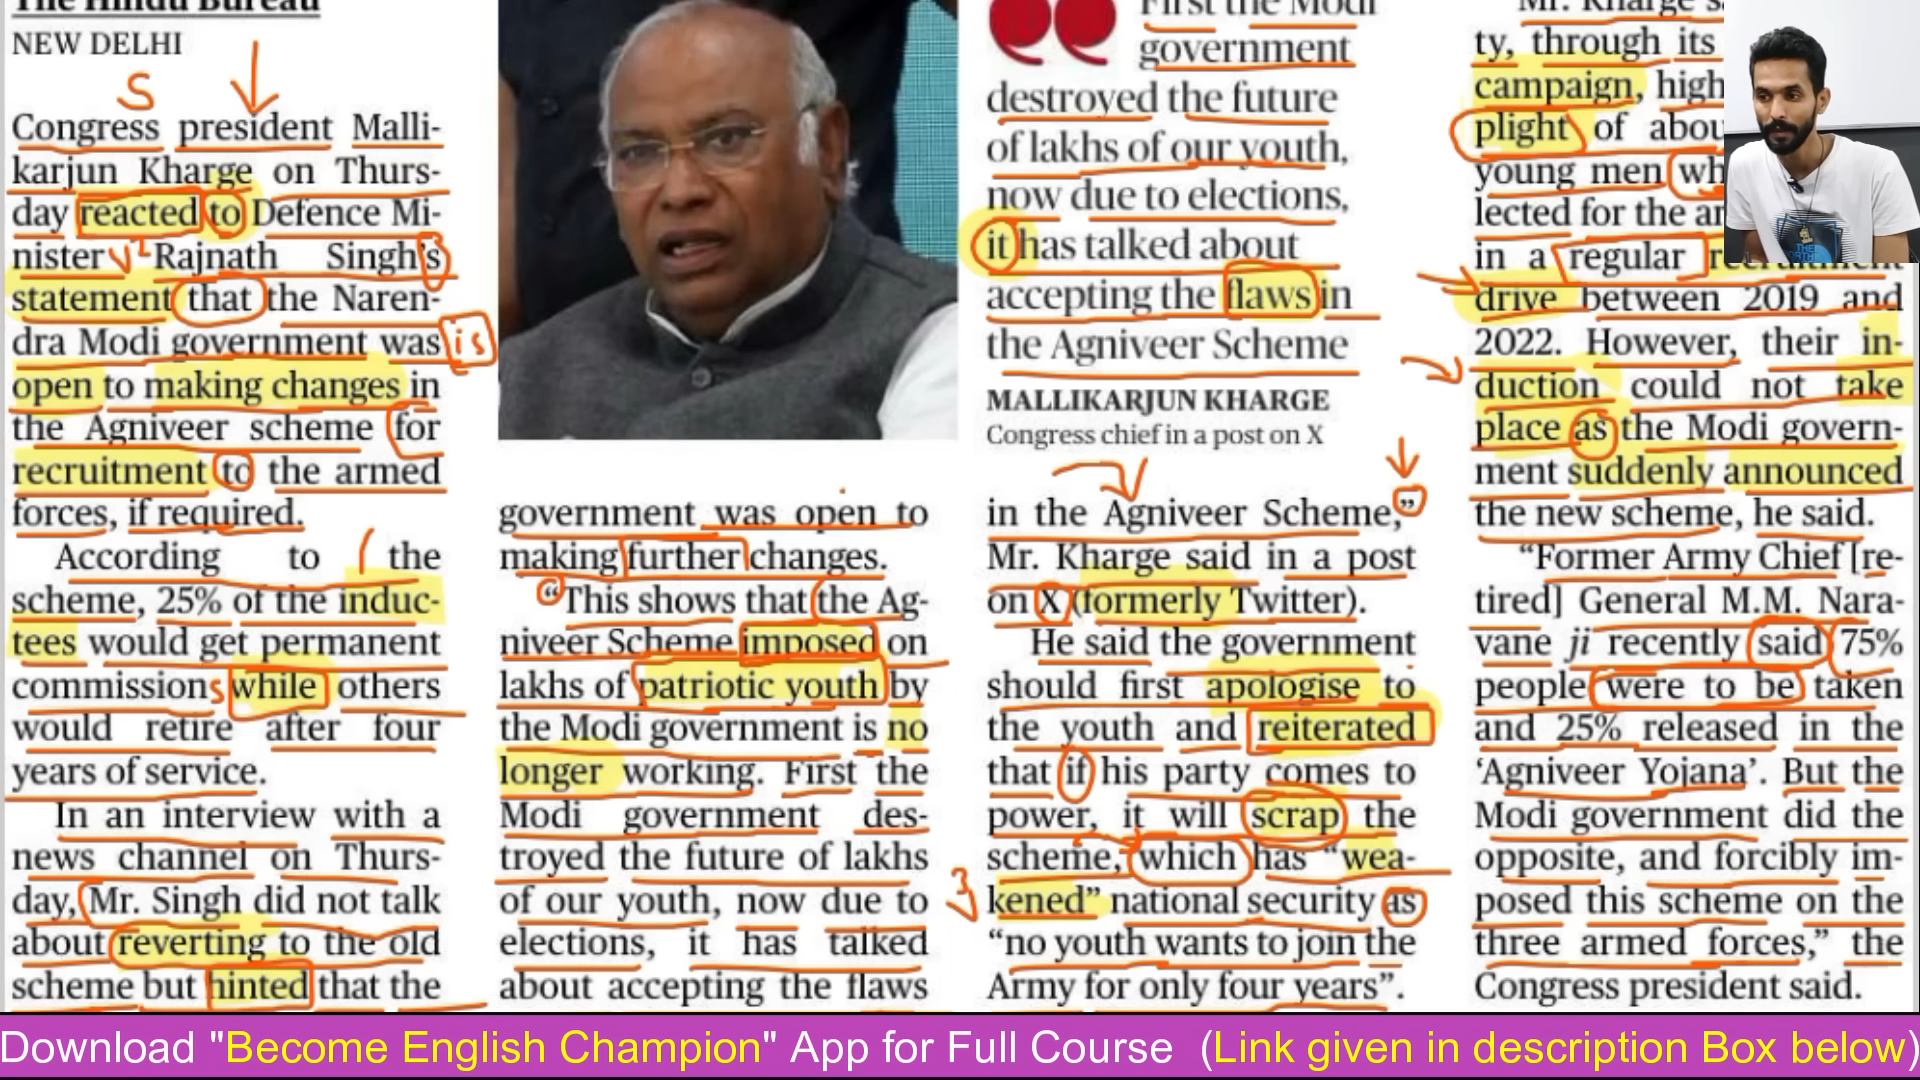 The Hindu Bureau
NEW DELHI
S
Congress president Malli-
karjun Kharge on Thurs-
day reacted to Defence Mi-
nister Rajnath Singh's
statement that the Naren-
dra Modi government was
is
open to making changes in
the Agniveer scheme for
recruitment to the armed
forces, if required.
According to the
scheme, 25% of the induc-
tees would get permanent
commissions while others
would retire after four
years of service.
In an interview with a
news channel on Thurs-
day, Mr. Singh did not talk
about reverting to the old
scheme but hinted that the
government was open to
making further changes.
“This shows that the Ag-
niveer Scheme imposed on
lakhs of patriotic youth by
the Modi government is no
longer working. First the
Modi government des-
troyed the future of lakhs
of our youth, now due to
elections, it has talked
about accepting the flaws
First the Modi
government
destroyed the future
of lakhs of our youth,
now due to elections,
it has talked about
accepting the flaws in
the Agniveer Scheme
MALLIKARJUN KHARGE
Congress chief in a post on X
in the Agniveer Scheme,”
Mr. Kharge said in a post
on X (formerly Twitter).
He said the government
should first apologise to
the youth and reiterated
that if his party comes to
power, it will scrap the
scheme, which has “wea-
kened” national security as
“no youth wants to join the
Army for only four years”.
Mr. Kharge
ty, through its
campaign,
plight of
young men
lected for the
in a regular recruitment
drive between 2019 and
2022. However, their in-
duction could not take
place as the Modi govern-
ment suddenly announced
the new scheme, he said.
“Former Army Chief [re-
tired] General M.M. Nara-
vane ji recently said 75%
people were to be taken
and 25% released in the
‘Agniveer Yojana’. But the
Modi government did the
opposite, and forcibly im-
posed this scheme on the
three armed forces,” the
Congress president said.
Download "Become English Champion" App for Full Course (Link given in description Box below)